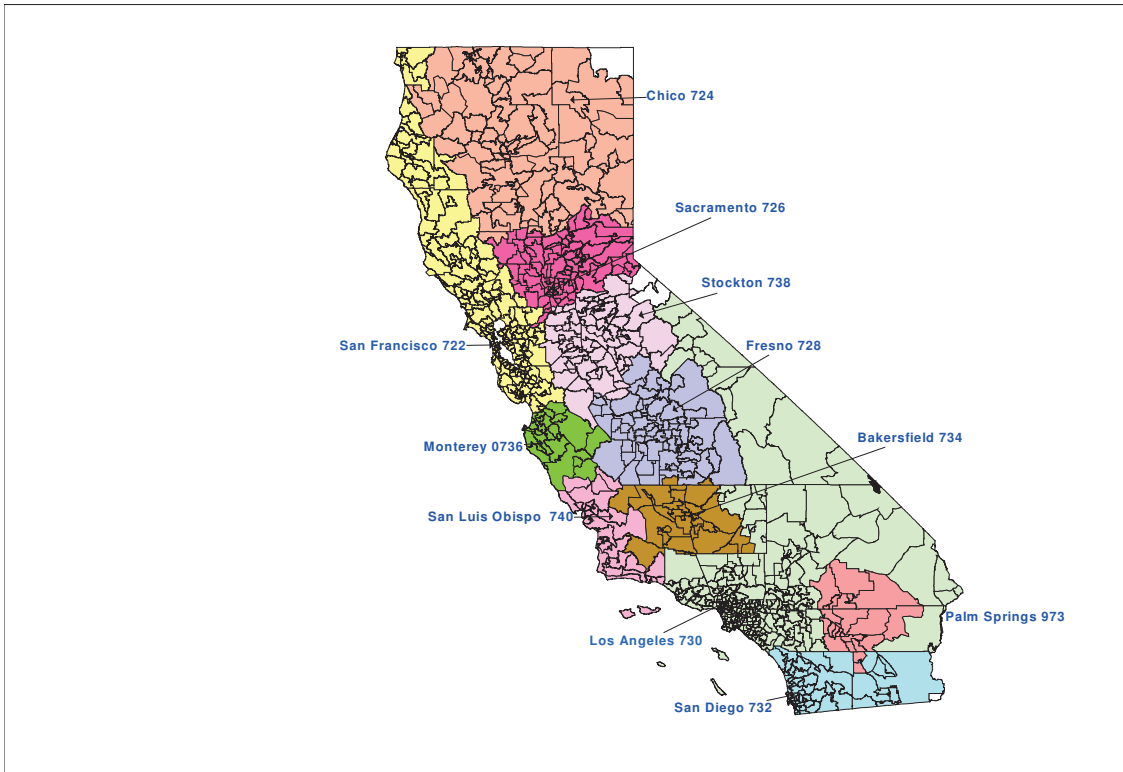 Chico 724
Sacramento 726
Stockton 738
San Francisco 722
Fresno 728
Bakersfield 734
Monterey 0736
San Luis Obispo 740
Palm Springs 973
Los Angeles 730
San Diego 732